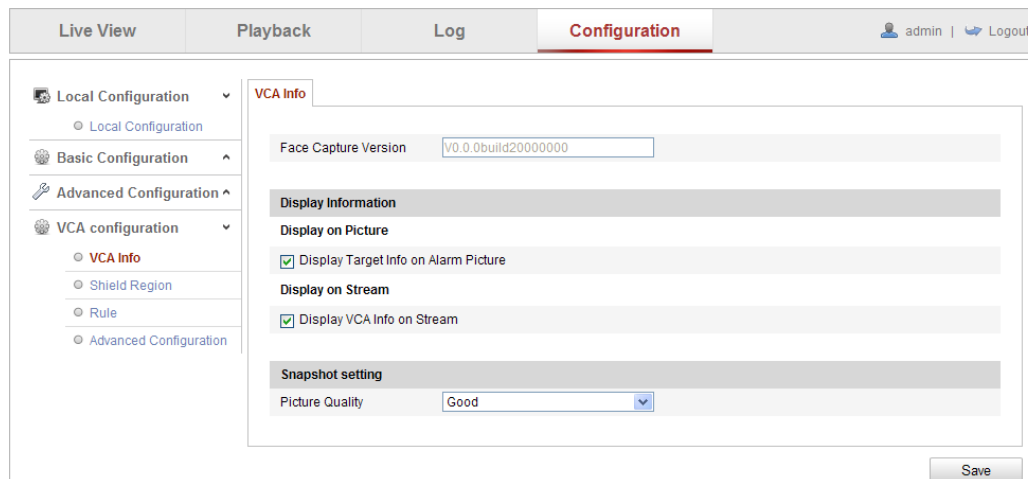 Live View Playback Log Configuration admin | Logout
Local Configuration
Local Configuration
Basic Configuration
Advanced Configuration
VCA configuration
VCA Info
Shield Region
Rule
Advanced Configuration
VCA Info
Face Capture Version V0.0.0build20000000
Display Information
Display on Picture
Display Target Info on Alarm Picture
Display on Stream
Display VCA Info on Stream
Snapshot setting
Picture Quality Good
Save